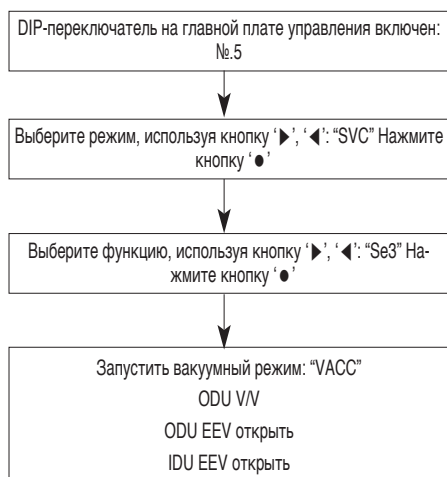 DIP-переключатель на главной плате управления включен:
№.5
Выберите режим, используя кнопку ‘▶’, ‘◀’: “SVC” Нажмите
кнопку ‘●’
Выберите функцию, используя кнопку ‘▶’, ‘◀’: “Se3” На-
жмите кнопку ‘●’
Запустить вакуумный режим: “VACC”
ODU V/V
ODU EEV открыть
IDU EEV открыть